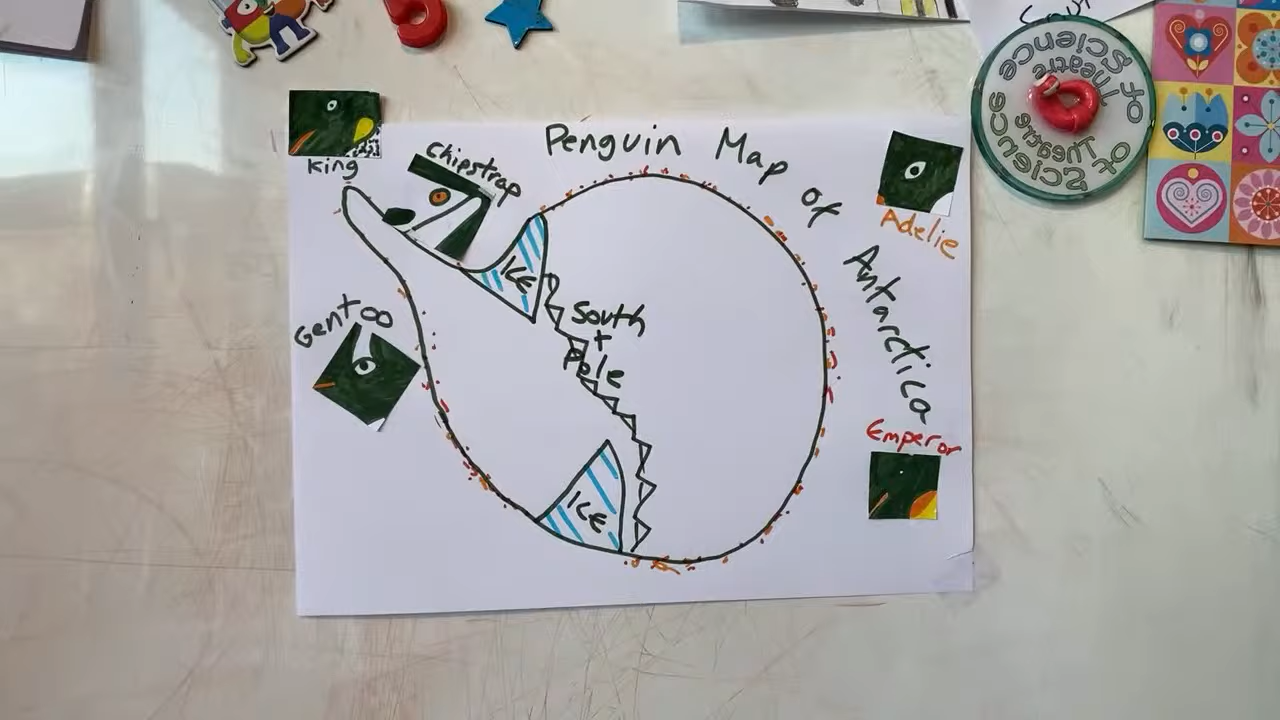 Penguin Map of Antarctica
King
Chipstrap
Adelie
Gentoo
ICE
South
+
Pole
Emperor
ICE
Theatre
of Science
Theatre
of Science